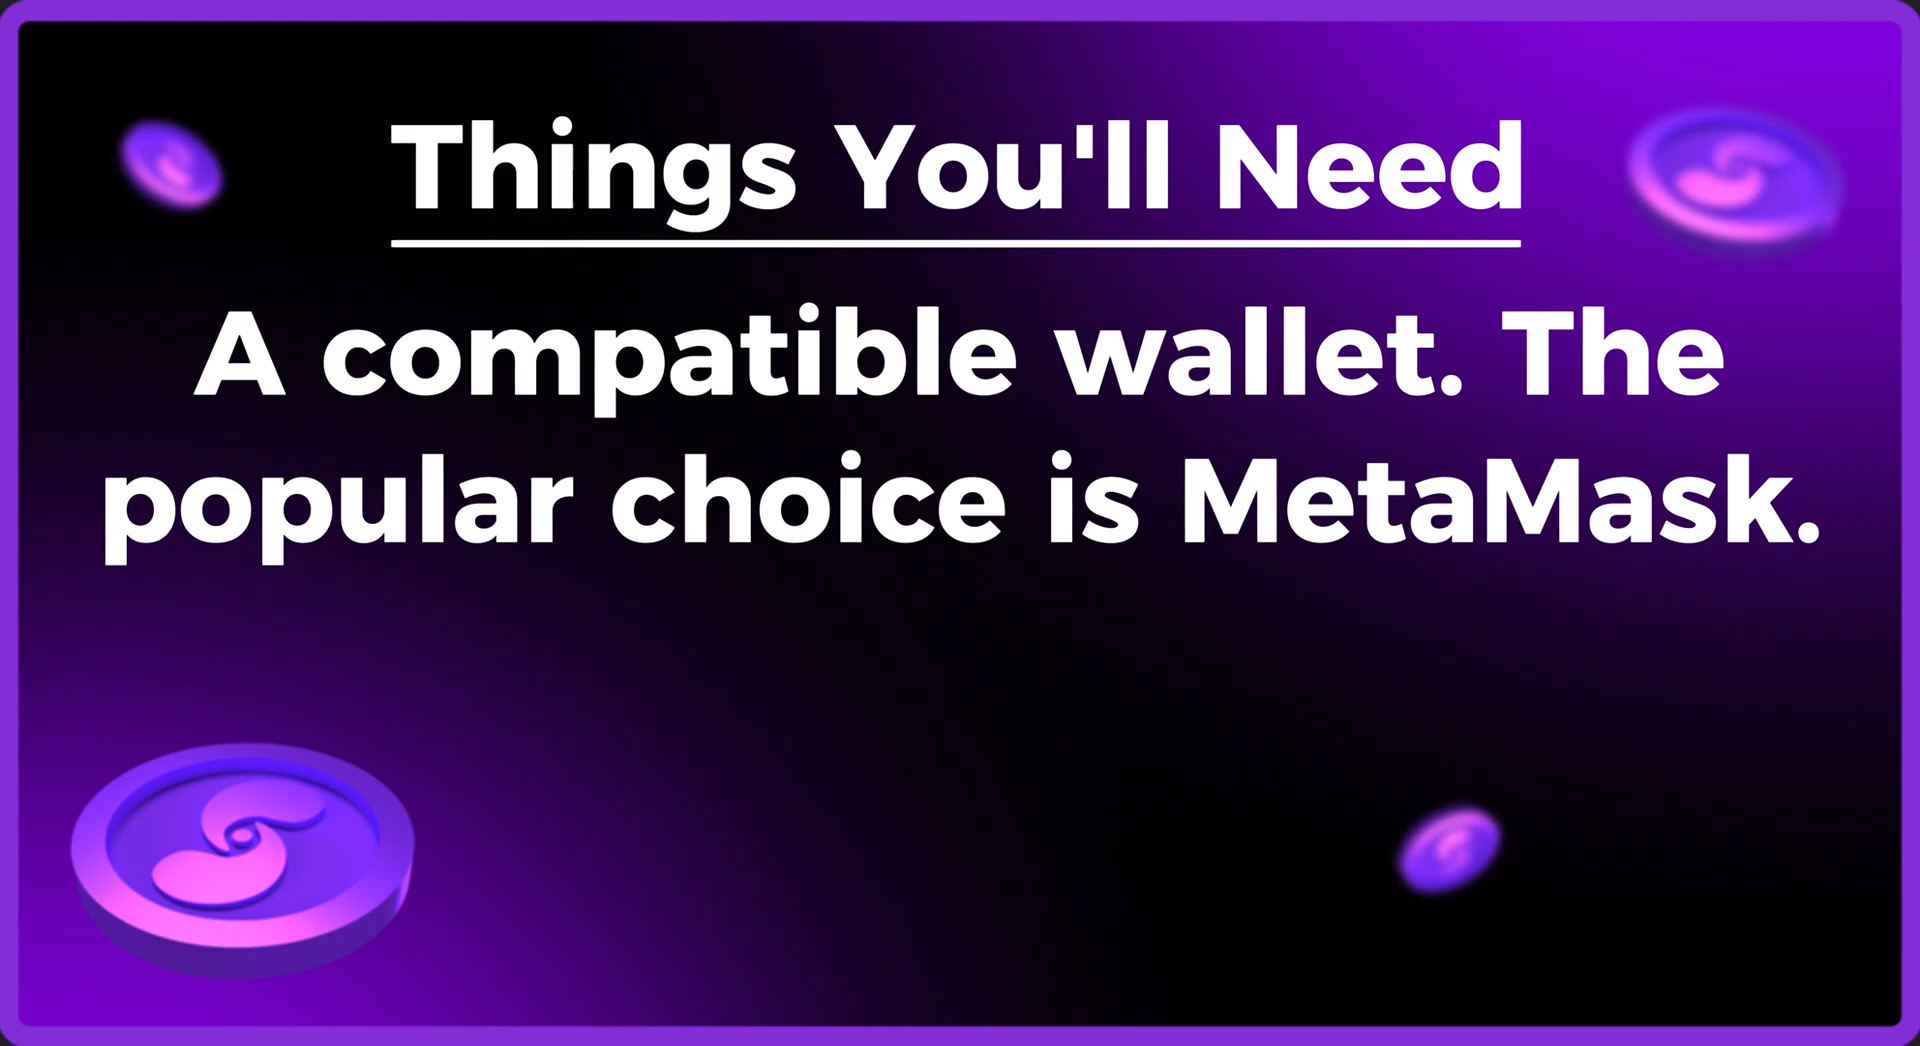 Things You'll Need
A compatible wallet. The
popular choice is MetaMask.